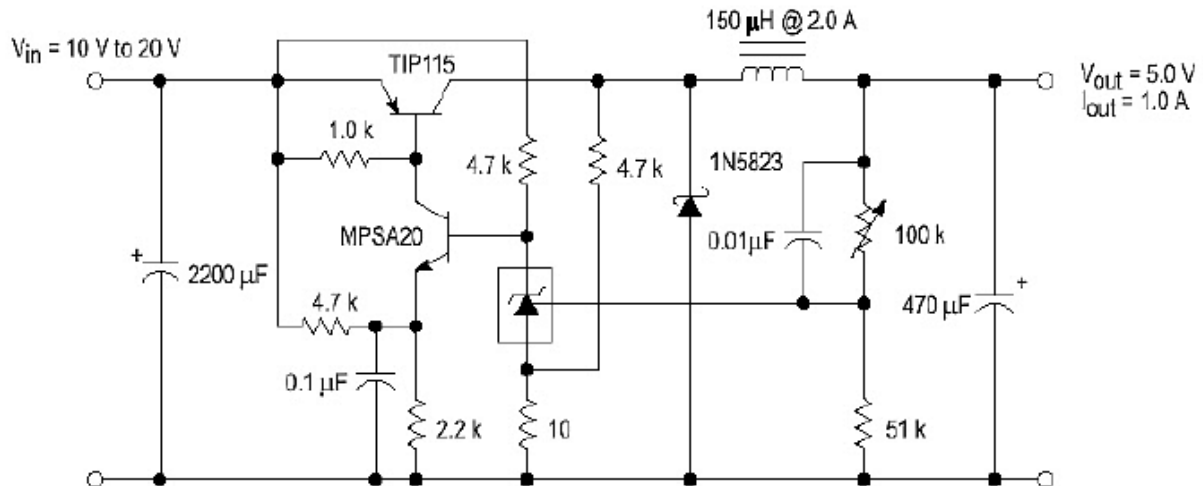 150 μH @ 2.0 A
Vin = 10 V to 20 V
TIP115
Vout = 5.0 V
Iout = 1.0 A
1.0 k
4.7 k
4.7 k
1N5823
MPSA20
0.01μF
100 k
+
2200 μF
4.7 k
470 μF
+
0.1 μF
2.2 k
10
51 k